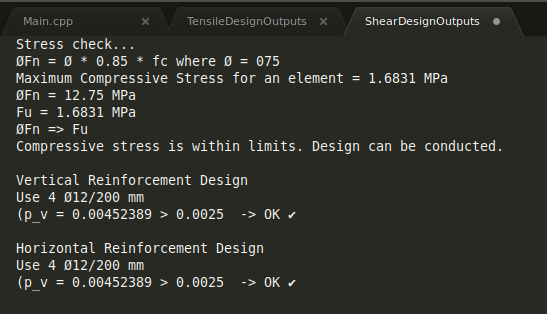 Main.cpp × TensileDesignOutputs × ShearDesignOutputs
Stress check...
ØFn = Ø * 0.85 * fc where Ø = 075
Maximum Compressive Stress for an element = 1.6831 MPa
ØFn = 12.75 MPa
Fu = 1.6831 MPa
ØFn => Fu
Compressive stress is within limits. Design can be conducted.
Vertical Reinforcement Design
Use 4 Ø12/200 mm
(p_v = 0.00452389 > 0.0025  -> OK ✔
Horizontal Reinforcement Design
Use 4 Ø12/200 mm
(p_v = 0.00452389 > 0.0025  -> OK ✔